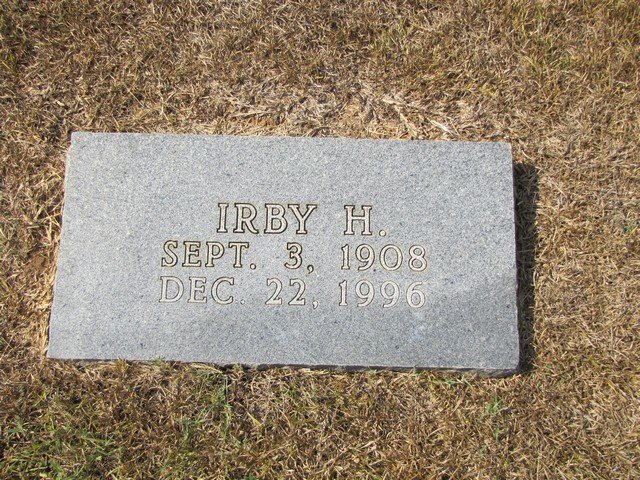 IRBY H.
SEPT. 3, 1908
DEC. 22, 1996